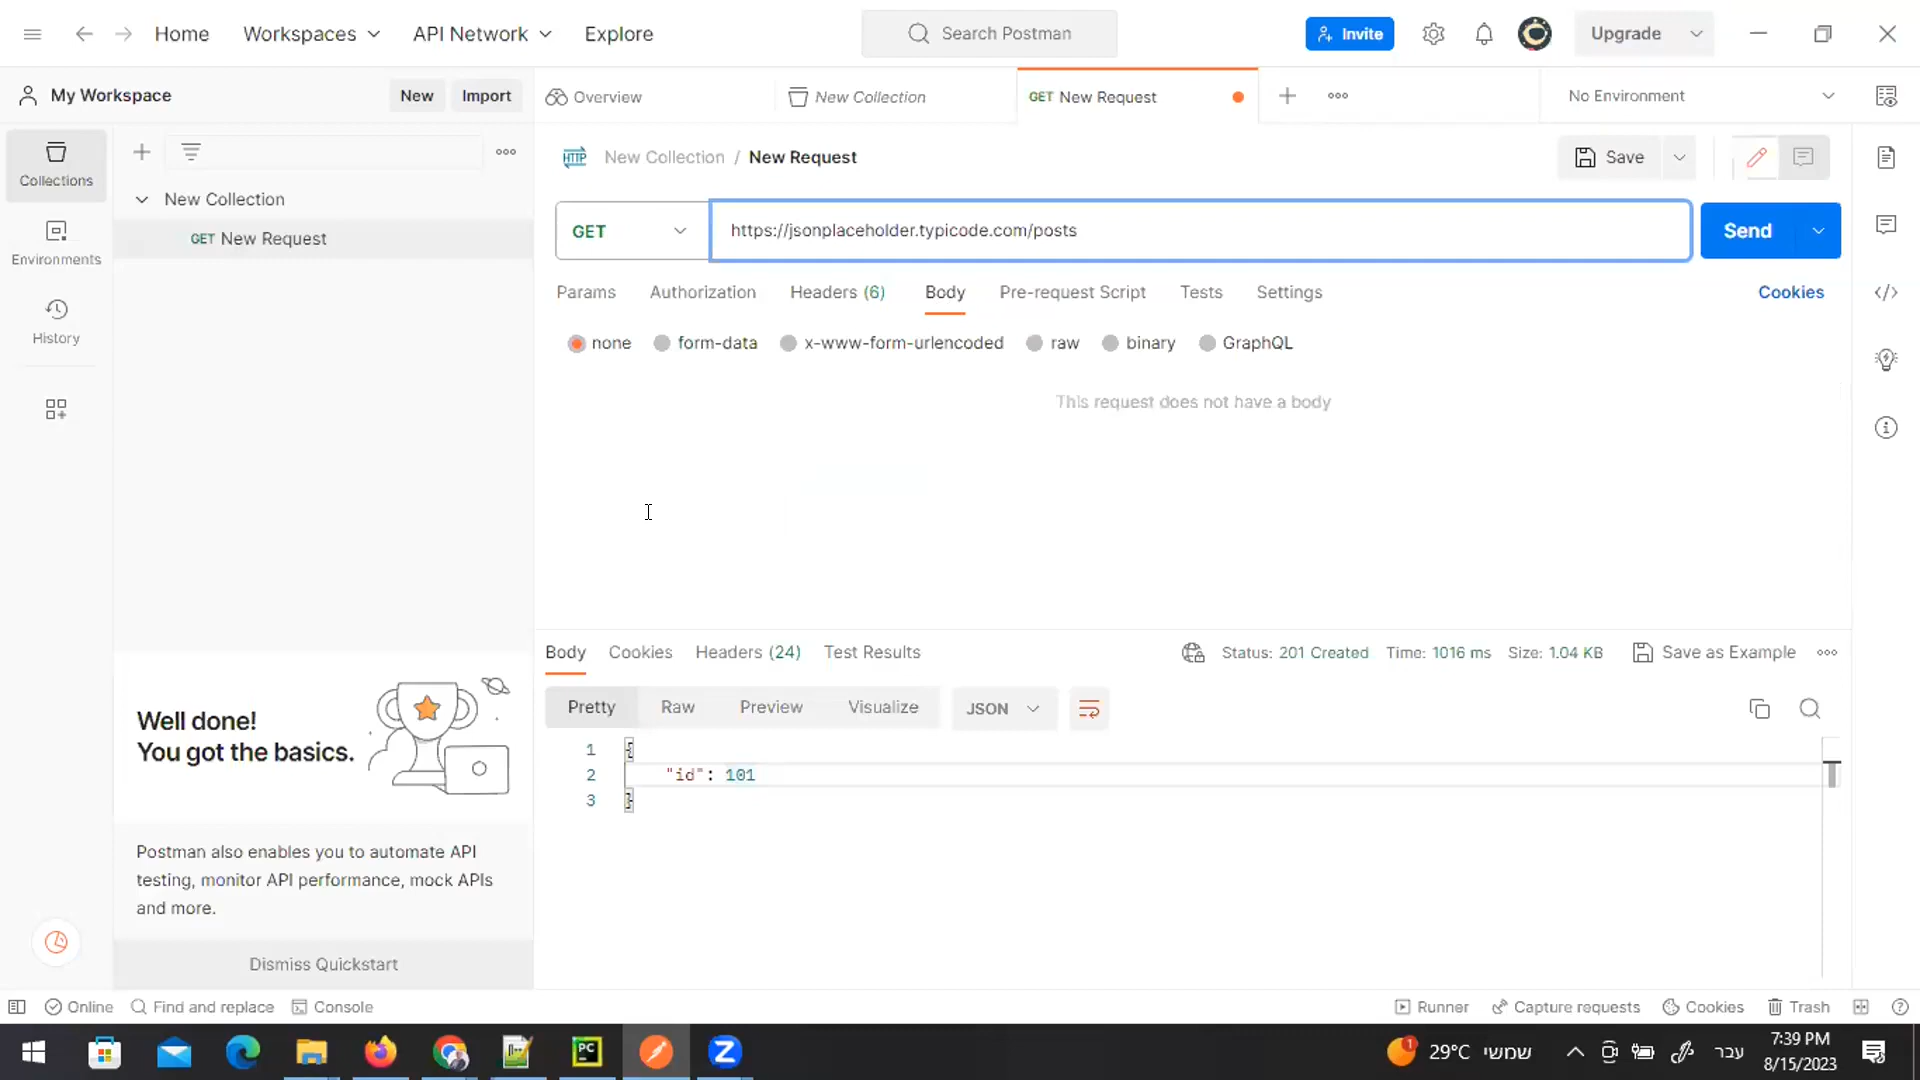 Home Workspaces API Network Explore Search Postman Invite Upgrade
My Workspace New Import Overview New Collection GET New Request No Environment
Collections
Environments
History
New Collection
GET New Request
New Collection / New Request Save
GET https://jsonplaceholder.typicode.com/posts Send
Params Authorization Headers (6) Body Pre-request Script Tests Settings Cookies
none form-data x-www-form-urlencoded raw binary GraphQL
This request does not have a body
Body Cookies Headers (24) Test Results Status: 201 Created Time: 1016 ms Size: 1.04 KB Save as Example
Pretty Raw Preview Visualize JSON
1 {
2 "id": 101
3 }
Well done!
You got the basics.
Postman also enables you to automate API
testing, monitor API performance, mock APIs
and more.
Dismiss Quickstart
Online Find and replace Console Runner Capture requests Cookies Trash
1 29°C שמשי עבר 7:39 PM
8/15/2023